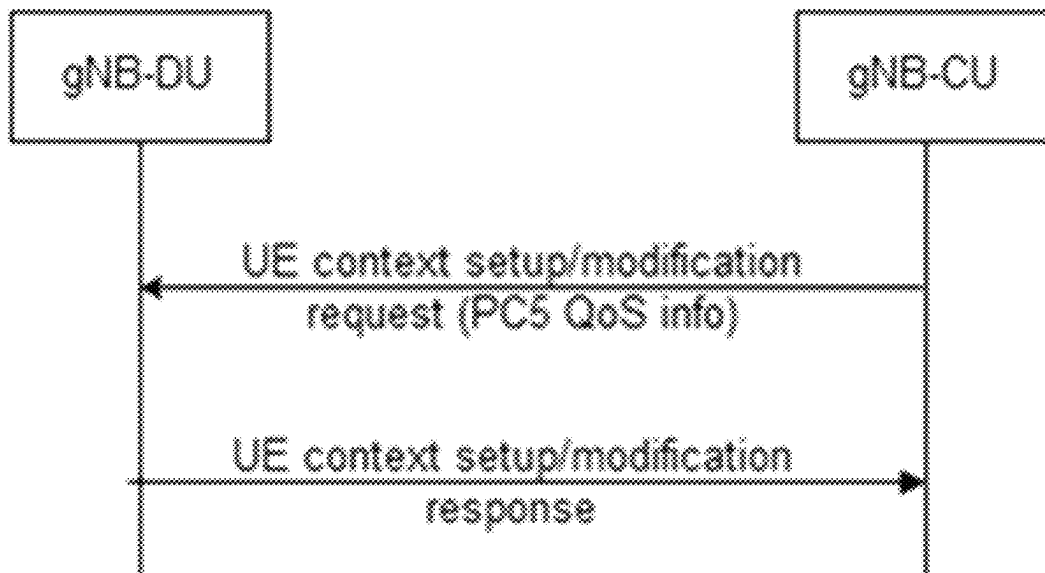 gNB-DU
gNB-CU
UE context setup/modification
request (PC5 QoS info)
UE context setup/modification
response